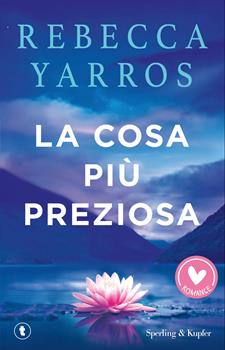 REBECCA
YARROS
LA COSA
PIÙ
PREZIOSA
ROMANCE
t
Sperling & Kupfer